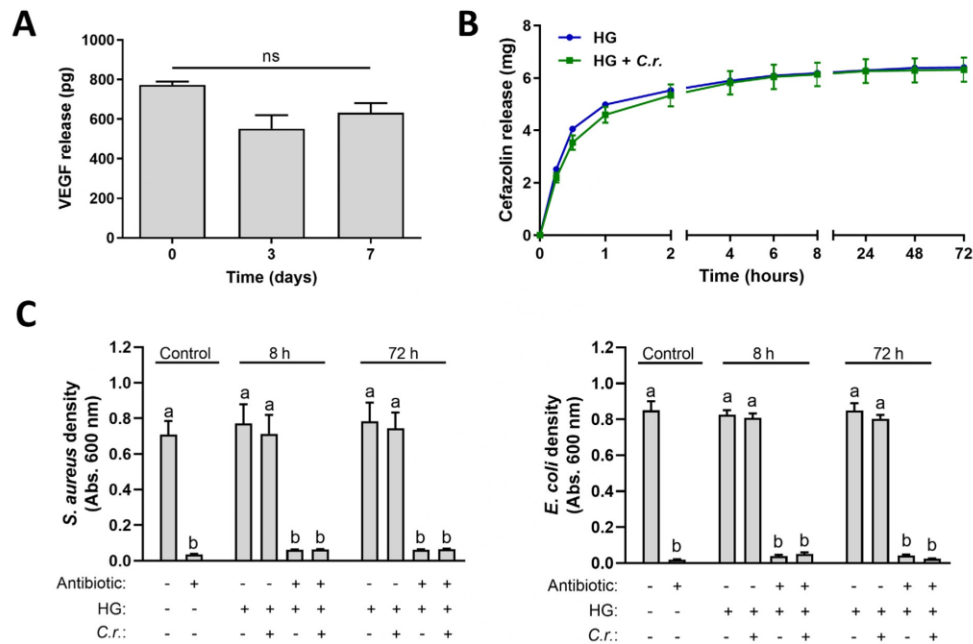 A
VEGF release (pg)
1000
800
600
400
200
0
ns
0 3 7
Time (days)
B
Cefazolin release (mg)
8
6
4
2
0
HG
HG + C.r.
0 1 2 4 6 8 24 48 72
Time (hours)
C
S. aureus density
(Abs. 600 nm)
1.2
1.0
0.8
0.6
0.4
0.2
0.0
Control 8 h 72 h
a b a a b b a a b b
Antibiotic: - + - - + + - - + +
HG: - - + + + + + + + +
C.r.: - - - + - + - + - +
E. coli density
(Abs. 600 nm)
1.2
1.0
0.8
0.6
0.4
0.2
0.0
Control 8 h 72 h
a b a a b b a a b b
Antibiotic: - + - - + + - - + +
HG: - - + + + + + + + +
C.r.: - - - + - + - + - +